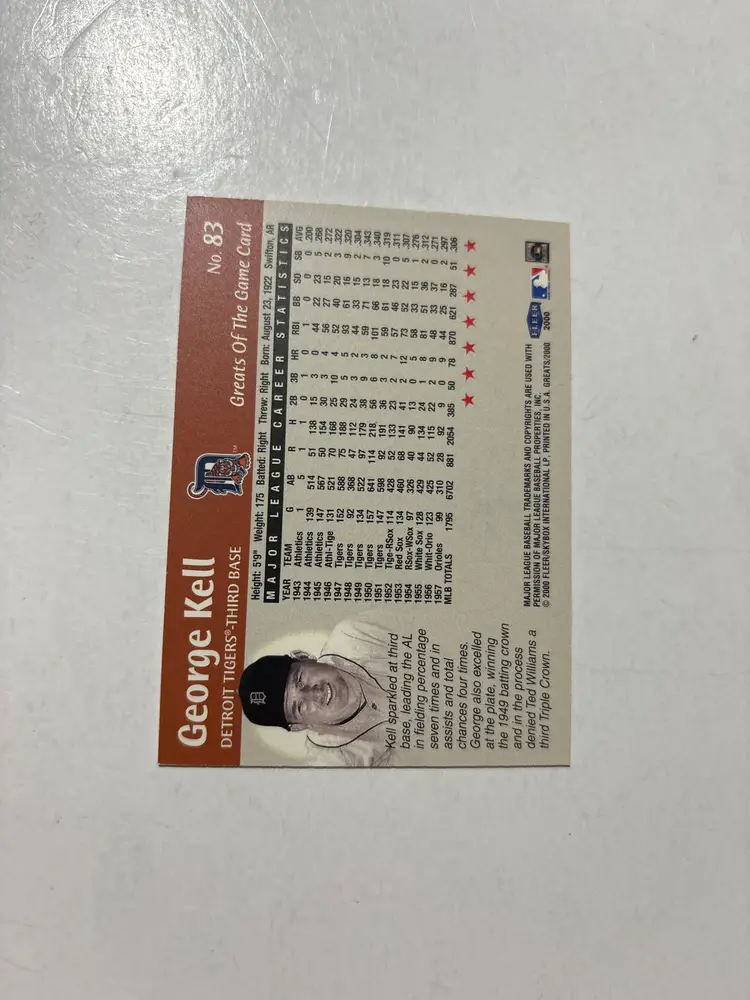 George Kell
No. 83
DETROIT TIGERS®-THIRD BASE
Greats Of The Game Card
Height: 5'9" Weight: 175 Batted: Right Threw: Right Born: August 23, 1922 Swifton, AR
MAJOR LEAGUE CAREER STATISTICS
YEAR TEAM G AB R H 2B 3B HR RBI BB SO SB AVG
1943 Athletics 1 5 1 1 0 1 0 1 0 0 0 .200
1944 Athletics 139 514 51 138 15 3 0 44 22 23 5 .268
1945 Athletics 147 567 50 154 30 3 4 56 27 15 2 .272
1946 Athl-Tige 131 521 70 168 25 10 4 52 40 20 3 .322
1947 Tigers 152 588 75 188 29 5 5 93 61 16 9 .320
1948 Tigers 92 368 47 112 24 3 2 44 33 15 2 .304
1949 Tigers 134 522 97 179 38 9 3 59 71 13 7 .343
1950 Tigers 157 641 114 218 56 6 8 101 66 18 3 .340
1951 Tigers 147 598 92 191 36 3 2 59 61 18 10 .319
1952 Tige-RSox 114 428 52 133 23 2 7 57 46 23 0 .311
1953 Red Sox 134 460 68 141 41 2 12 73 52 22 5 .307
1954 RSox-WSox 97 326 40 90 13 0 5 58 33 15 1 .276
1955 White Sox 128 429 44 134 24 1 8 81 51 36 2 .312
1956 Whit-Orio 123 425 52 115 22 2 9 48 33 37 0 .271
1957 Orioles 99 310 28 92 9 0 9 44 25 16 2 .297
MLB TOTALS 1795 6702 881 2054 385 50 78 870 621 287 51 .306
Kell sparkled at third
base, leading the AL
in fielding percentage
seven times and in
assists and total
chances four times.
George also excelled
at the plate, winning
the 1949 batting crown
and in the process
denied Ted Williams a
third Triple Crown.
MAJOR LEAGUE BASEBALL TRADEMARKS AND COPYRIGHTS ARE USED WITH
PERMISSION OF MAJOR LEAGUE BASEBALL PROPERTIES, INC.
© 2000 FLEER/SKYBOX INTERNATIONAL LP. PRINTED IN U.S.A. GREATS/2000
FLEER
2000